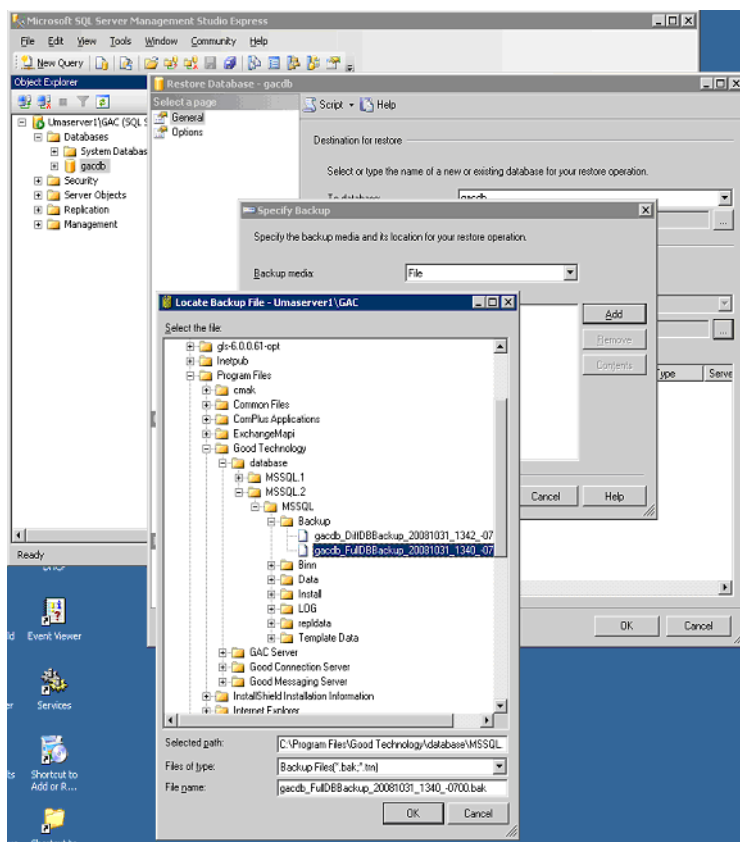 Microsoft SQL Server Management Studio Express
File Edit View Tools Window Community Help
New Query
Object Explorer
Umaserver1\GAC (SQL S
Databases
System Databas
gacdb
Security
Server Objects
Replication
Management
Ready
Restore Database - gacdb
Select a page
General
Options
Script Help
Destination for restore
Select or type the name of a new or existing database for your restore operation.
To database: gacdb
...
...
Type Serve
OK Cancel
Specify Backup
Specify the backup media and its location for your restore operation.
Backup media: File
Add
Remove
Contents
Cancel Help
Locate Backup File - Umaserver1\GAC
Select the file:
gls-6.0.0.61-opt
Inetpub
Program Files
cmak
Common Files
ComPlus Applications
ExchangeMapi
Good Technology
database
MSSQL.1
MSSQL.2
MSSQL
Backup
gacdb_DiffDBBackup_20081031_1342_-07
gacdb_FullDBBackup_20081031_1340_-07
Binn
Data
Install
LOG
repldata
Template Data
GAC Server
Good Connection Server
Good Messaging Server
InstallShield Installation Information
Internet Explorer
Selected path: C:\Program Files\Good Technology\database\MSSQL.
Files of type: Backup Files(*.bak;*.trn)
File name: gacdb_FullDBBackup_20081031_1340_-0700.bak
OK Cancel
Event Viewer
Services
Shortcut to
Add or R...